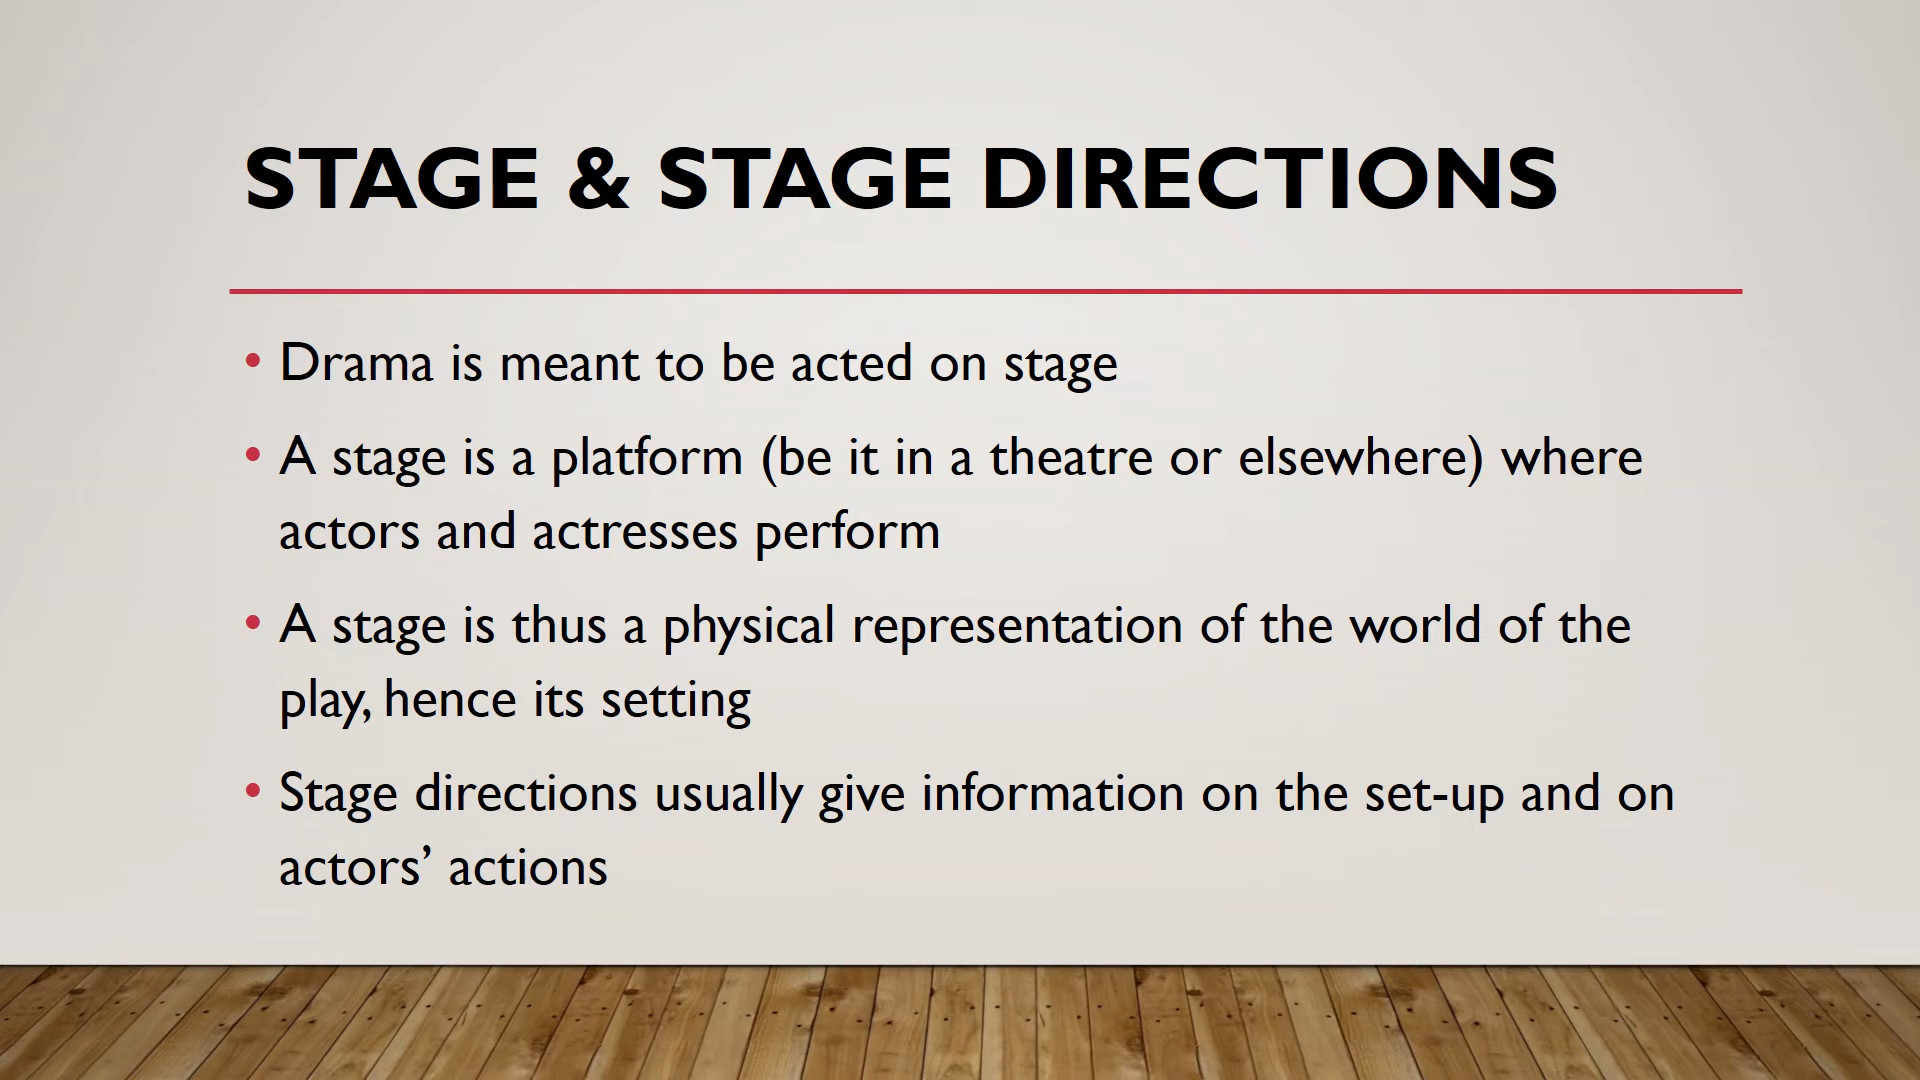 STAGE & STAGE DIRECTIONS
• Drama is meant to be acted on stage
• A stage is a platform (be it in a theatre or elsewhere) where
actors and actresses perform
• A stage is thus a physical representation of the world of the
play, hence its setting
• Stage directions usually give information on the set-up and on
actors’ actions